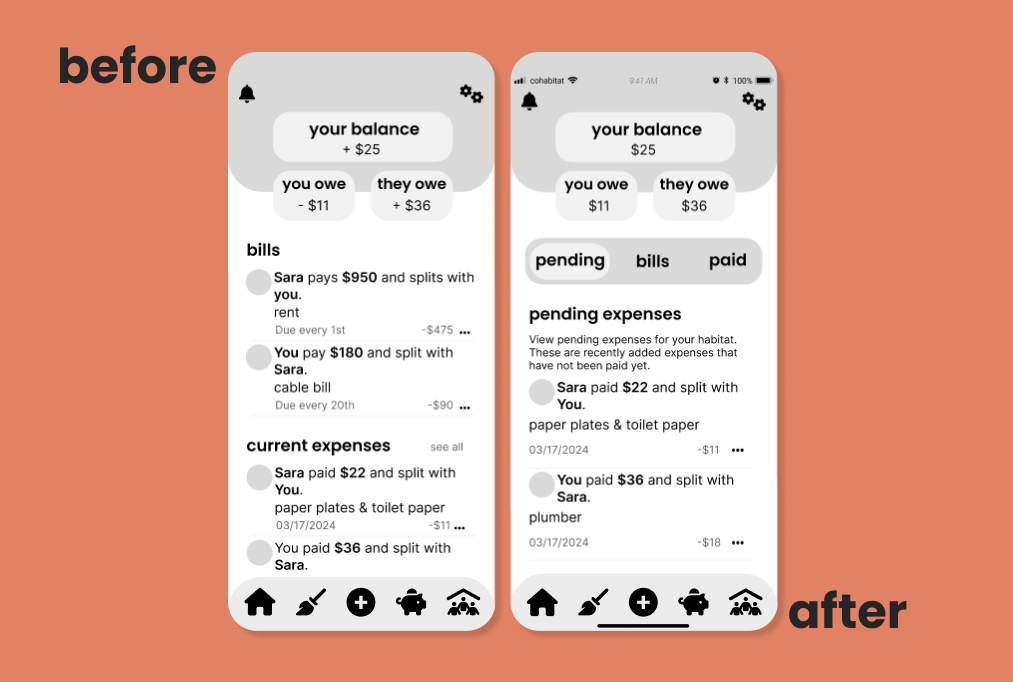 before
your balance
+ $25
you owe
- $11
they owe
+ $36
bills
Sara pays $950 and splits with
you.
rent
Due every 1st
-$475 •••
You pay $180 and split with
Sara.
cable bill
Due every 20th
-$90 •••
current expenses
see all
Sara paid $22 and split with
You.
paper plates & toilet paper
03/17/2024
-$11 •••
You paid $36 and split with
Sara.
cohabitat
9:41 AM
100%
your balance
$25
you owe
$11
they owe
$36
pending
bills
paid
pending expenses
View pending expenses for your habitat.
These are recently added expenses that
have not been paid yet.
Sara paid $22 and split with
You.
paper plates & toilet paper
03/17/2024
-$11 •••
You paid $36 and split with
Sara.
plumber
03/17/2024
-$18 •••
after